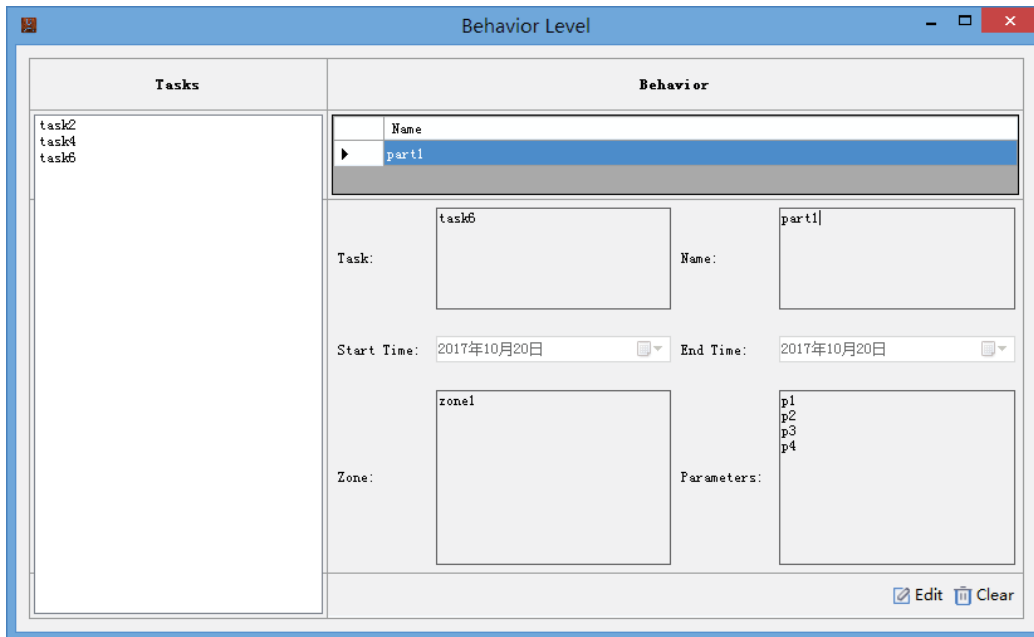 Behavior Level
Tasks
Behavior
task2
task4
task6
Name
part1
Task:
task6
Name:
part1
Start Time:
2017年10月20日
End Time:
2017年10月20日
Zone:
zone1
Parameters:
p1
p2
p3
p4
Edit
Clear